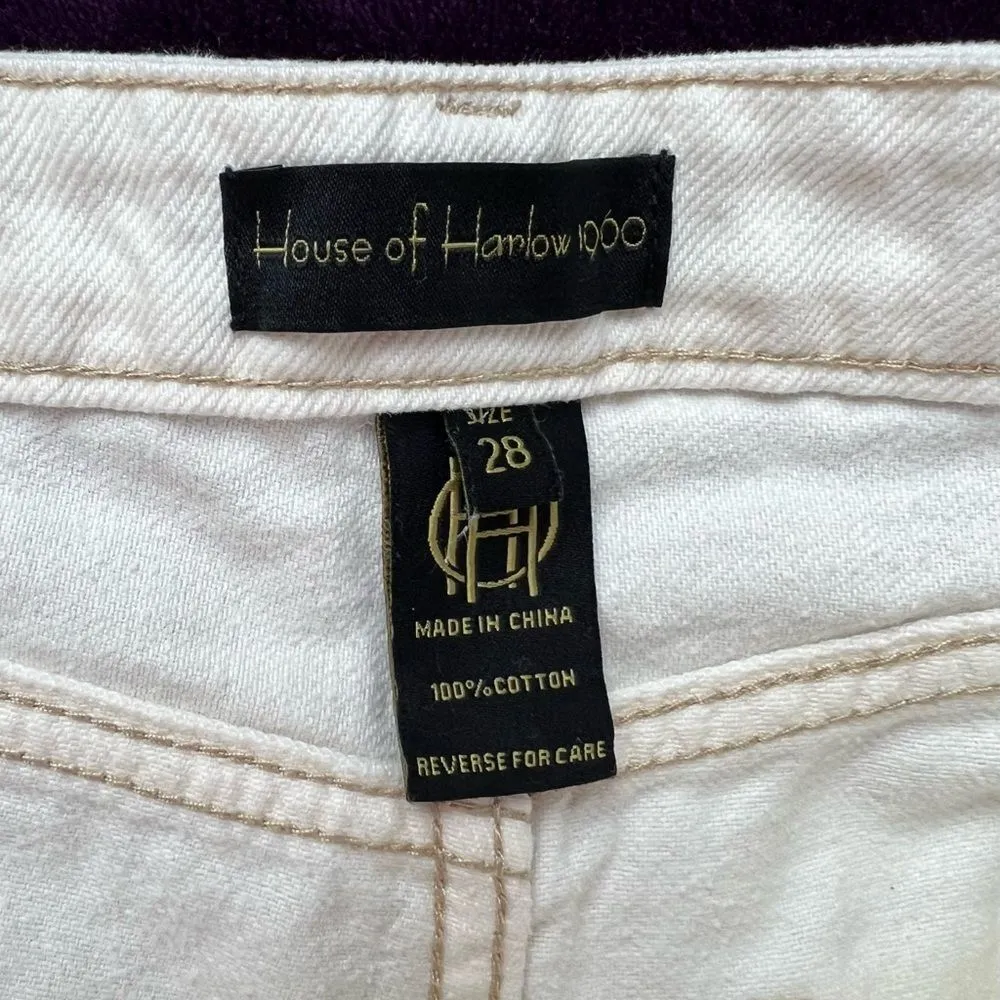 House of Harlow 1960
SIZE
28
MADE IN CHINA
100% COTTON
REVERSE FOR CARE